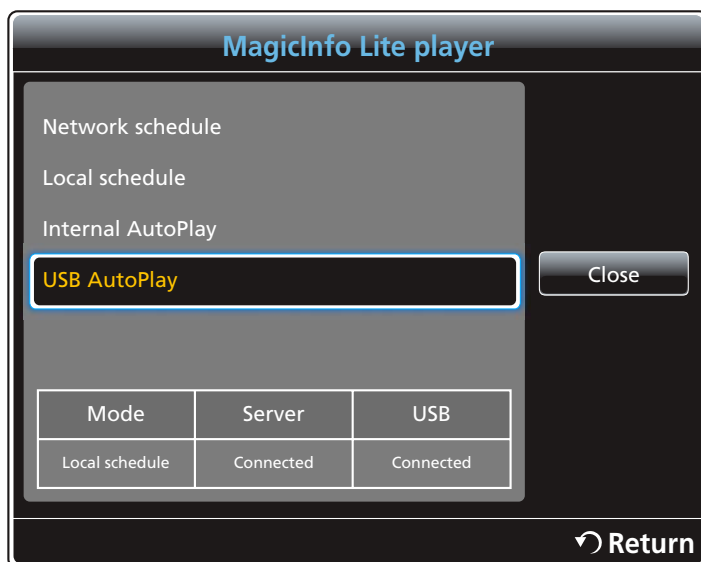 MagicInfo Lite player
Network schedule
Local schedule
Internal AutoPlay
USB AutoPlay
Close
Mode Server USB
Local schedule Connected Connected
Return